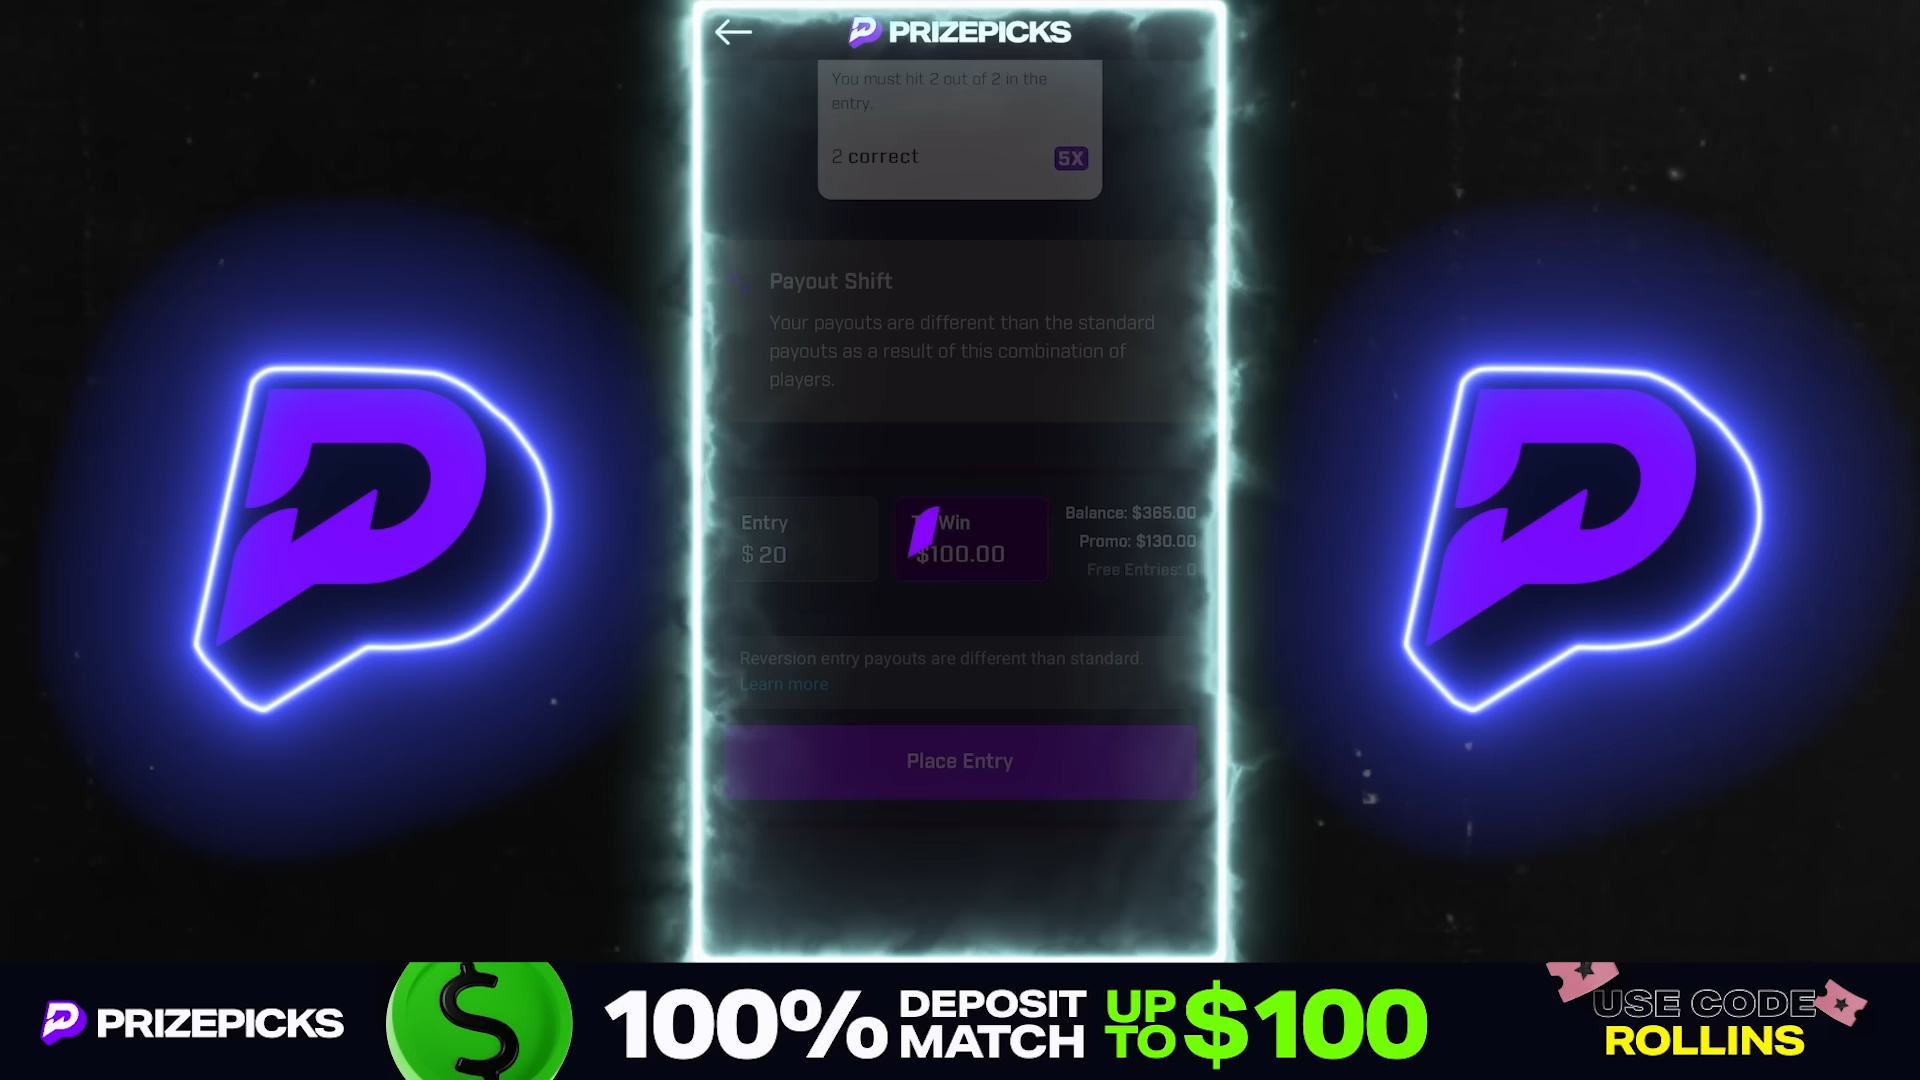 PRIZEPICKS
You must hit 2 out of 2 in the
entry.
2 correct
5X
Payout Shift
Your payouts are different than the standard
payouts as a result of this combination of
players.
Entry
$ 20
Win
$100.00
Balance: $365.00
Promo: $130.00
Free Entries: 0
Reversion entry payouts are different than standard.
Learn more
Place Entry
PRIZEPICKS
100% DEPOSIT MATCH UP TO $100
USE CODE
ROLLINS